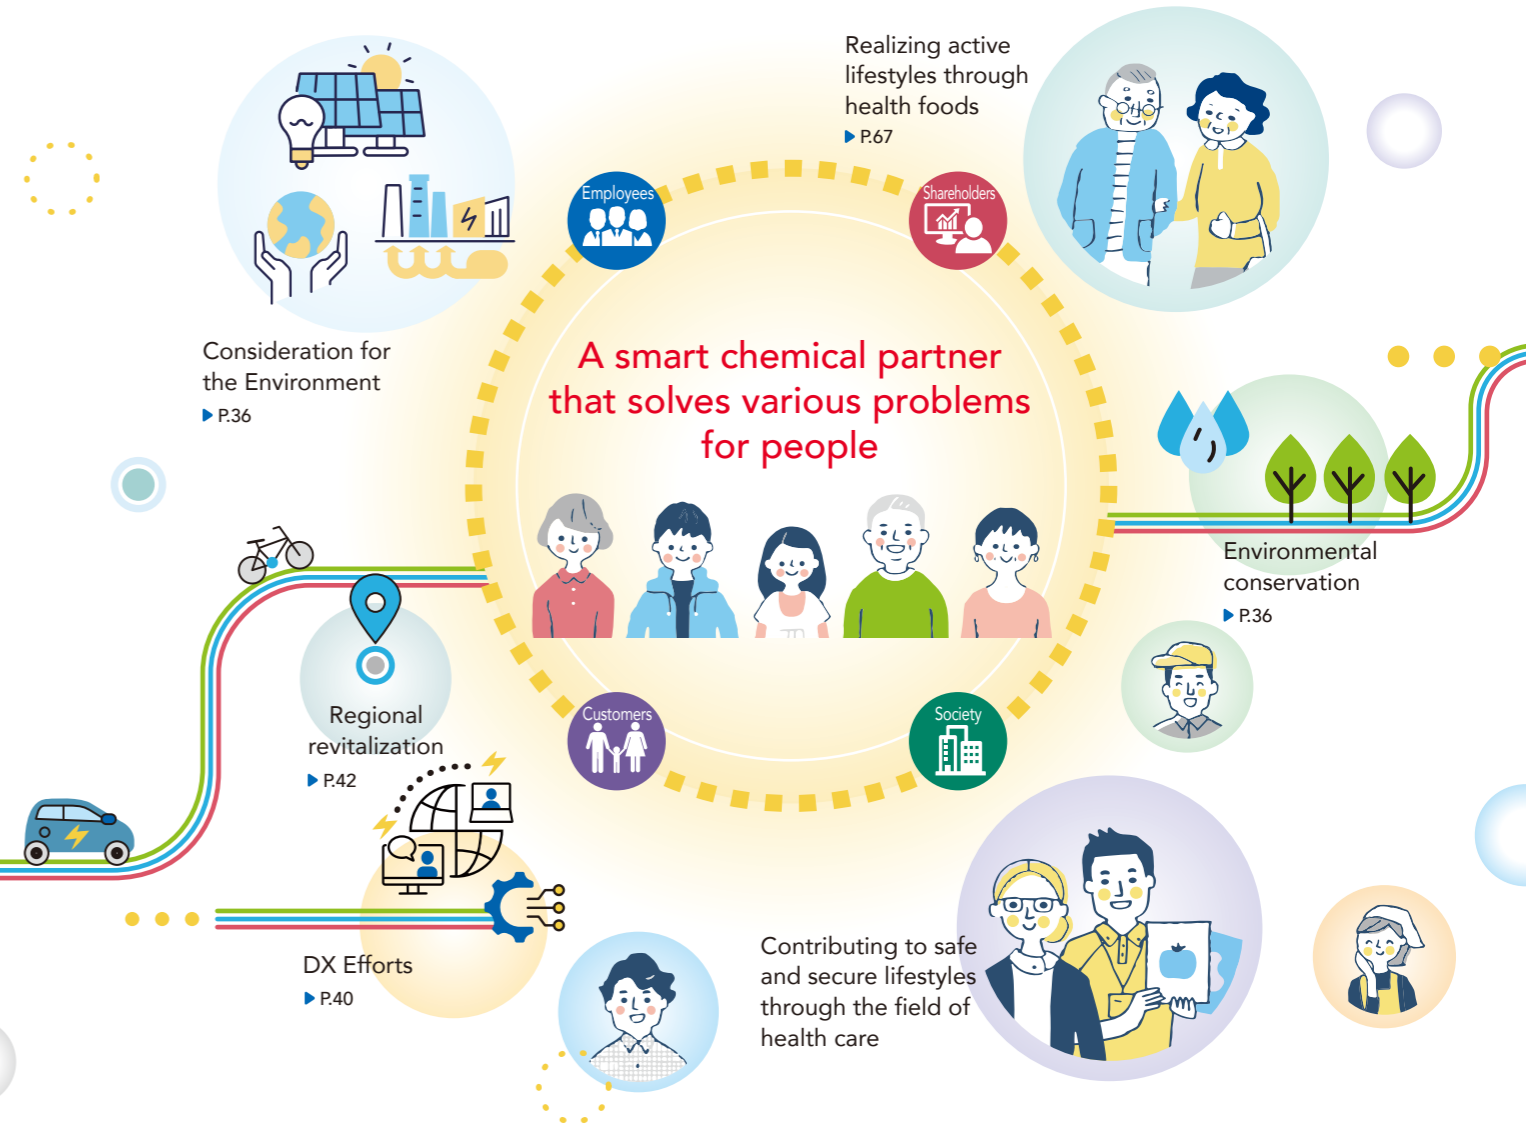 Realizing active
lifestyles through
health foods
P.67
Employees
Shareholders
Consideration for
the Environment
P.36
A smart chemical partner
that solves various problems
for people
Environmental
conservation
P.36
Regional
revitalization
P.42
Customers
Society
DX Efforts
P.40
Contributing to safe
and secure lifestyles
through the field of
health care